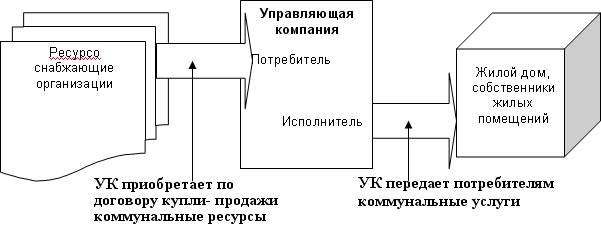 Ресурсо
снабжающие
организации
Управляющая
компания
Потребитель
Исполнитель
Жилой дом,
собственники
жилых
помещений
УК приобретает по
договору купли- продажи
коммунальные ресурсы
УК передает потребителям
коммунальные услуги